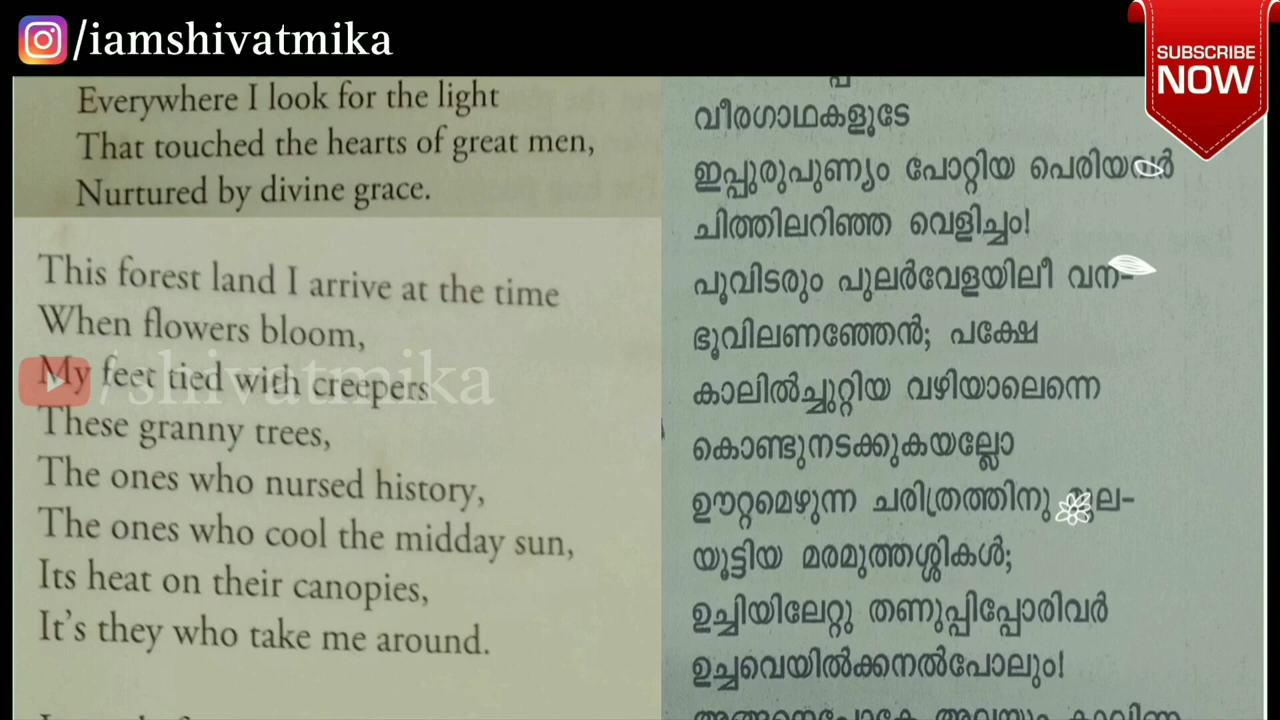 /iamshivatmika
SUBSCRIBE
NOW
Everywhere I look for the light
That touched the hearts of great men,
Nurtured by divine grace.
This forest land I arrive at the time
When flowers bloom,
My feet tied with creepers
These granny trees,
The ones who nursed history,
The ones who cool the midday sun,
Its heat on their canopies,
It's they who take me around.
/shivatmika
വീരഗാഥകളൂടേ
ഇപ്പുരുപുണ്യം പോറ്റിയ
ചിത്തിലറിഞ്ഞ വെളിച്ചം!
പൂവിടരും പുലർവേളയിലീ വന-
ഭൂവിലണഞ്ഞേൻ; പക്ഷേ
കാലിൽച്ചുറ്റിയ വഴിയാലെന്നെ
കൊണ്ടുനടക്കുകയല്ലോ
ഊറ്റമെഴുന്ന ചരിത്രത്തിനു
യൂട്ടിയ മരമുത്തശ്ശികൾ;
ഉച്ചിയിലേറ്റു തണുപ്പിപ്പോരിവർ
ഉച്ചവെയിൽക്കനൽപോലും!